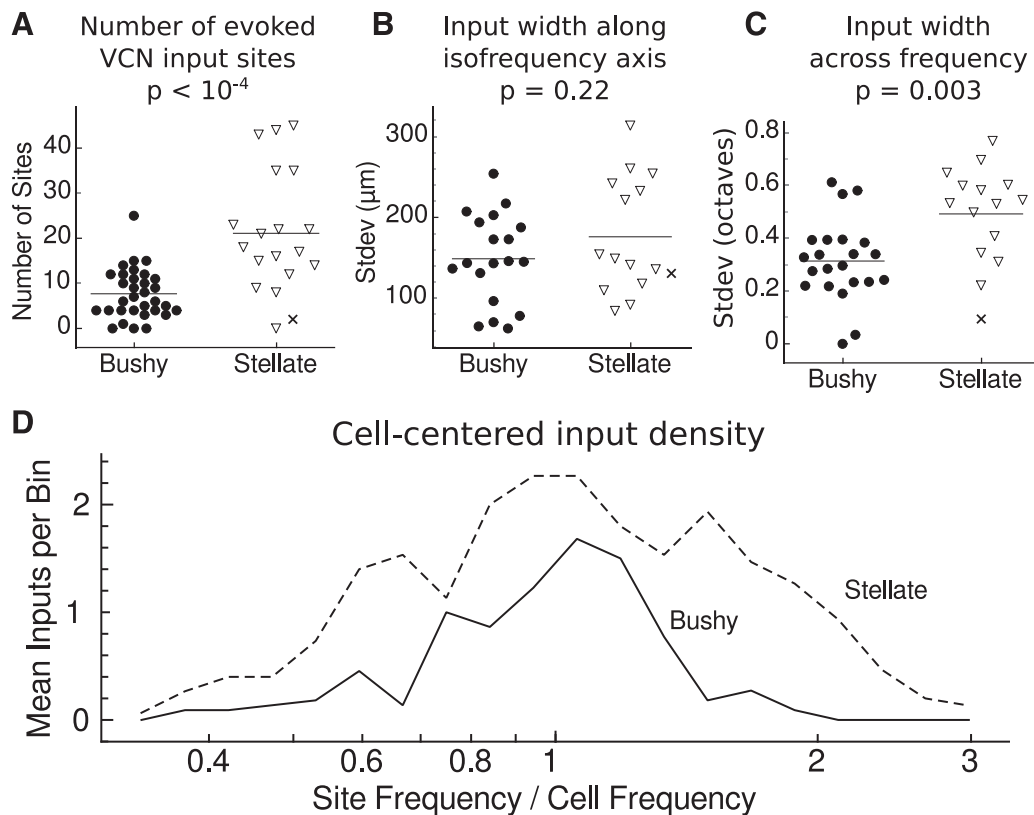 A
Number of evoked
VCN input sites
p < 10-4
Number of Sites
40
30
20
10
0
Bushy
Stellate
B
Input width along
isofrequency axis
p = 0.22
Stdev (µm)
300
200
100
Bushy
Stellate
C
Input width
across frequency
p = 0.003
Stdev (octaves)
0.8
0.6
0.4
0.2
0
Bushy
Stellate
D
Cell-centered input density
Mean Inputs per Bin
2
1
0
Stellate
Bushy
0.4
0.6
0.8
1
2
3
Site Frequency / Cell Frequency